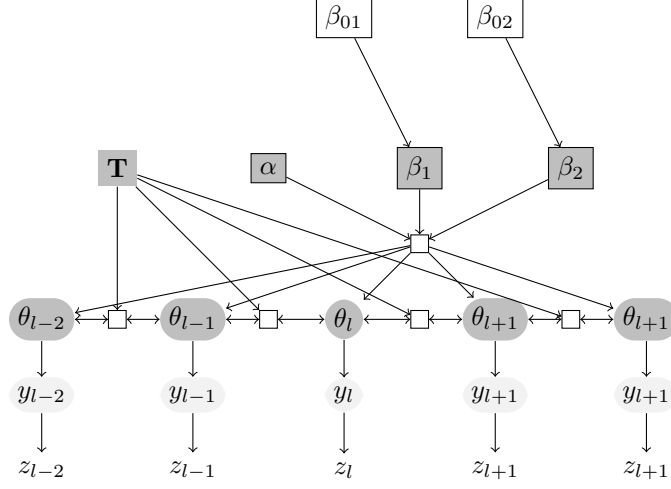 β₀₁ β₀₂
T α β₁ β₂
θₗ₋₂ θₗ₋₁ θₗ θₗ₊₁ θₗ₊₁
yₗ₋₂ yₗ₋₁ yₗ yₗ₊₁ yₗ₊₁
zₗ₋₂ zₗ₋₁ zₗ zₗ₊₁ zₗ₊₁